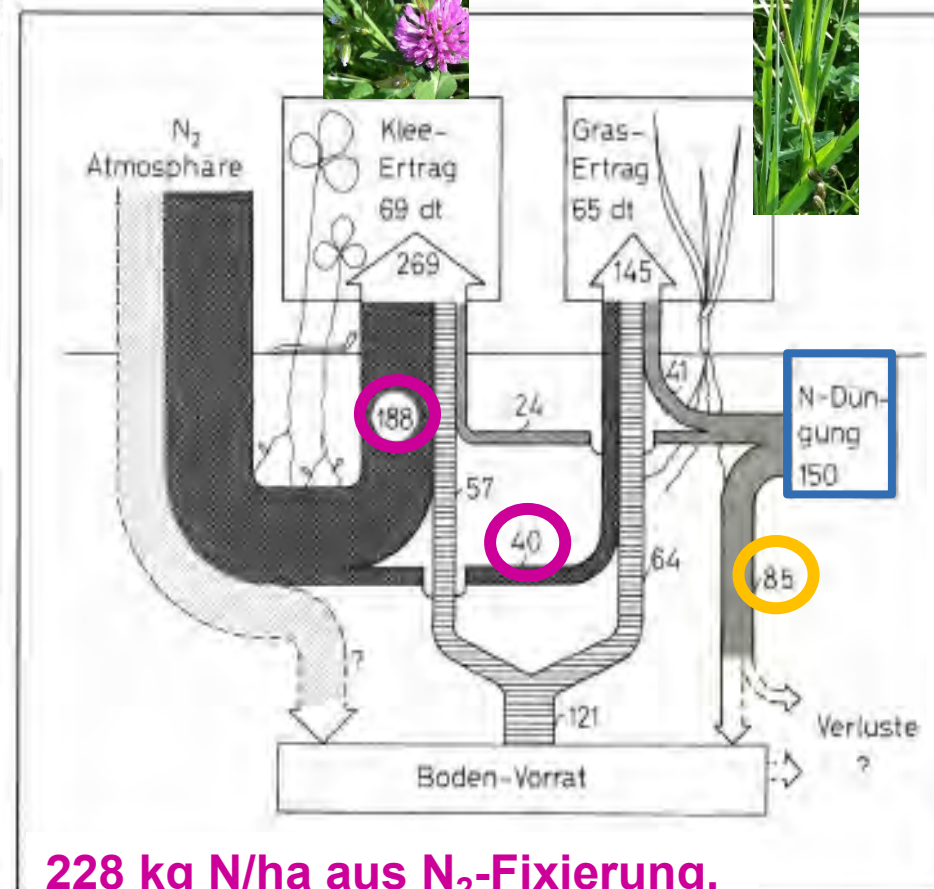 N₂
Atmosphäre
Klee-
Ertrag
69 dt
269
Gras-
Ertrag
65 dt
145
188
24
41
N-Dün-
gung
150
57
40
64
85
?
121
Verluste
?
Boden-Vorrat
228 kg N/ha aus N₂-Fixierung.